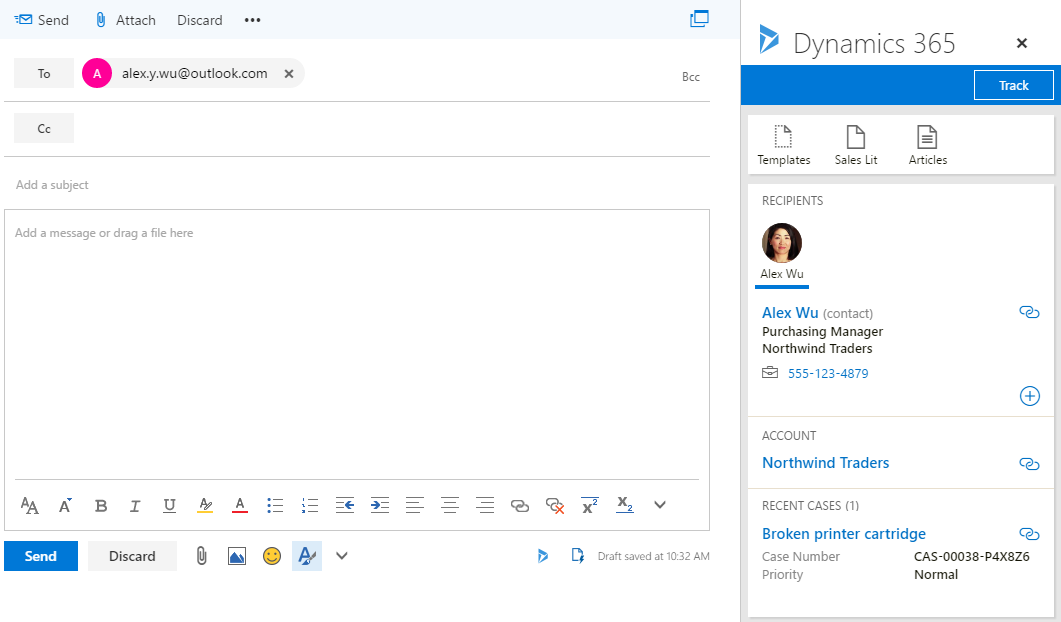 Send Attach Discard •••
To A alex.y.wu@outlook.com × Bcc
Cc
Add a subject
Add a message or drag a file here
AA A B I U A A x² X₂
Send Discard A Draft saved at 10:32 AM
Dynamics 365 ×
Track
Templates Sales Lit Articles
RECIPIENTS
Alex Wu
Alex Wu (contact)
Purchasing Manager
Northwind Traders
555-123-4879
ACCOUNT
Northwind Traders
RECENT CASES (1)
Broken printer cartridge
Case Number CAS-00038-P4X8Z6
Priority Normal